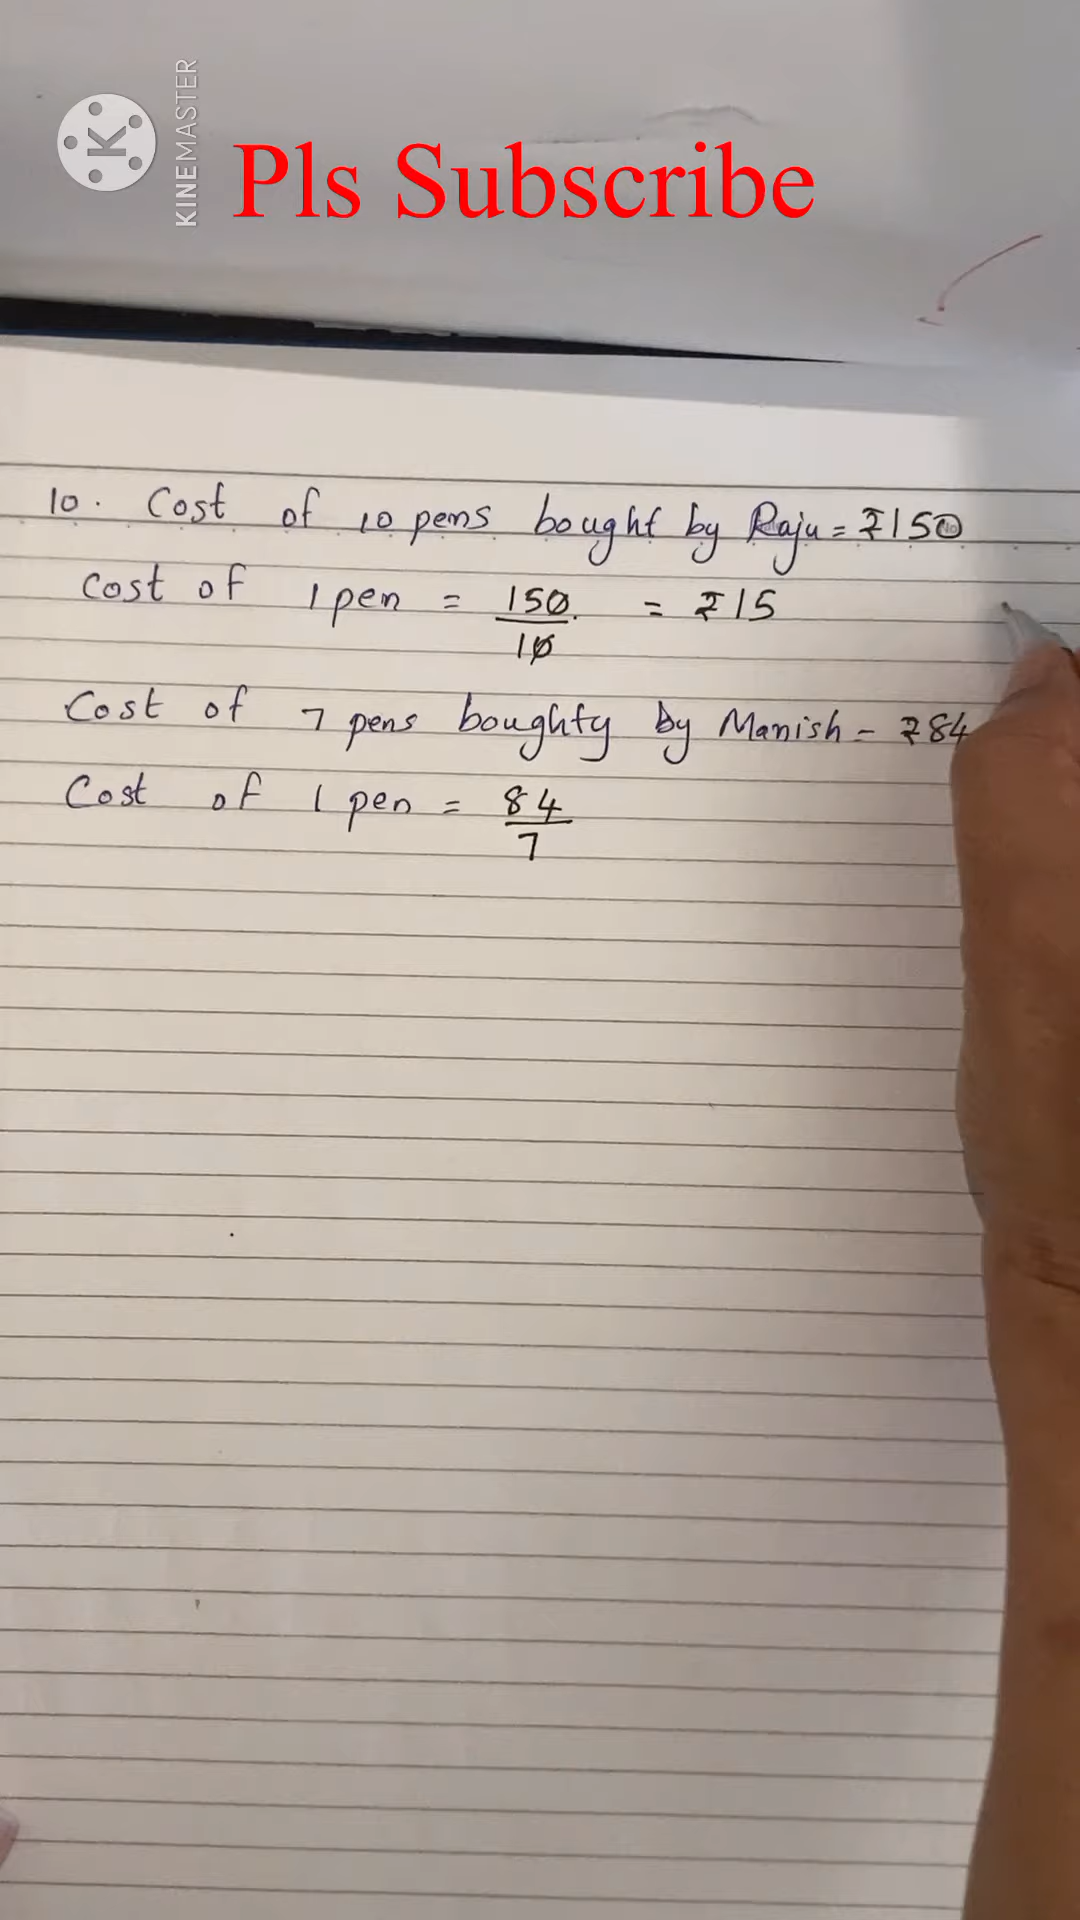 KINEMASTER
Pls Subscribe
10. Cost of 10 pens bought by Raju = ₹150
Cost of 1 pen = 150/10 = ₹15
Cost of 7 pens boughty by Manish - ₹84
Cost of 1 pen = 84/7